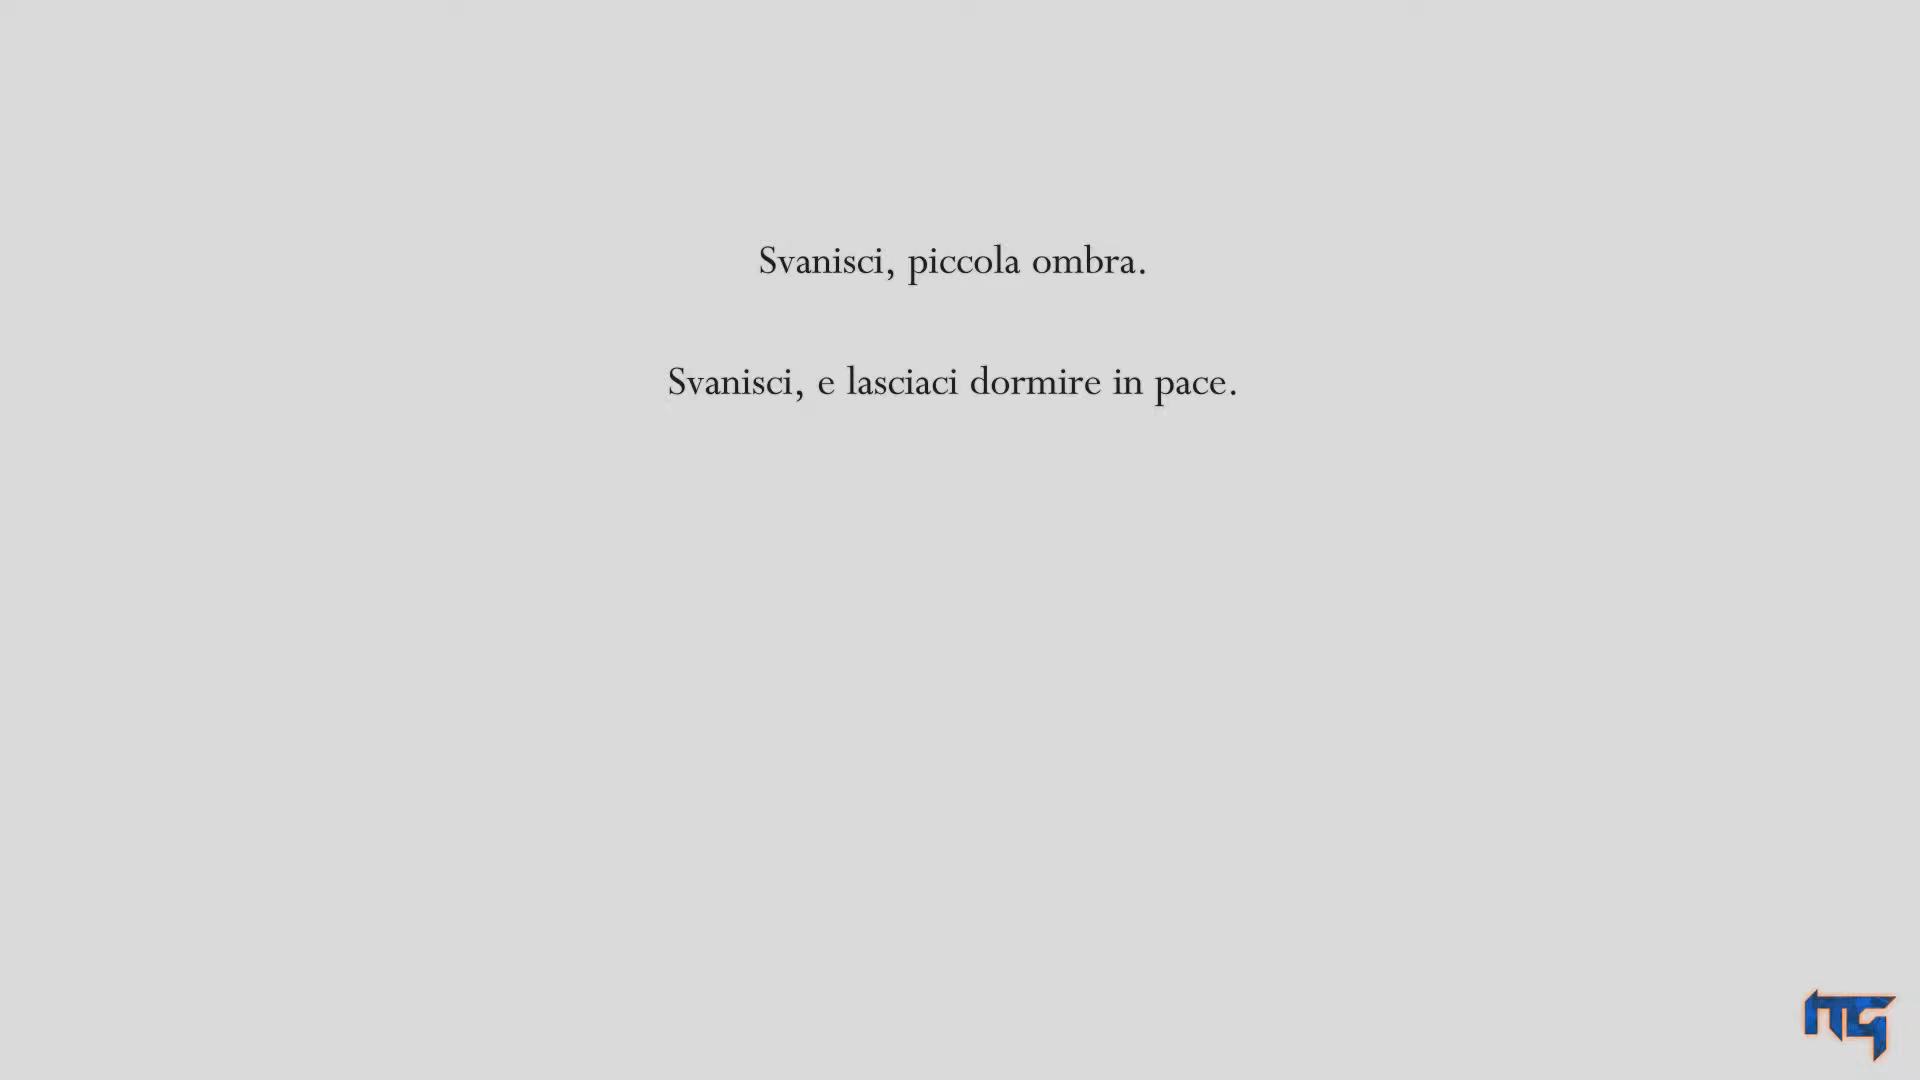 Svanisci, piccola ombra.
Svanisci, e lasciaci dormire in pace.